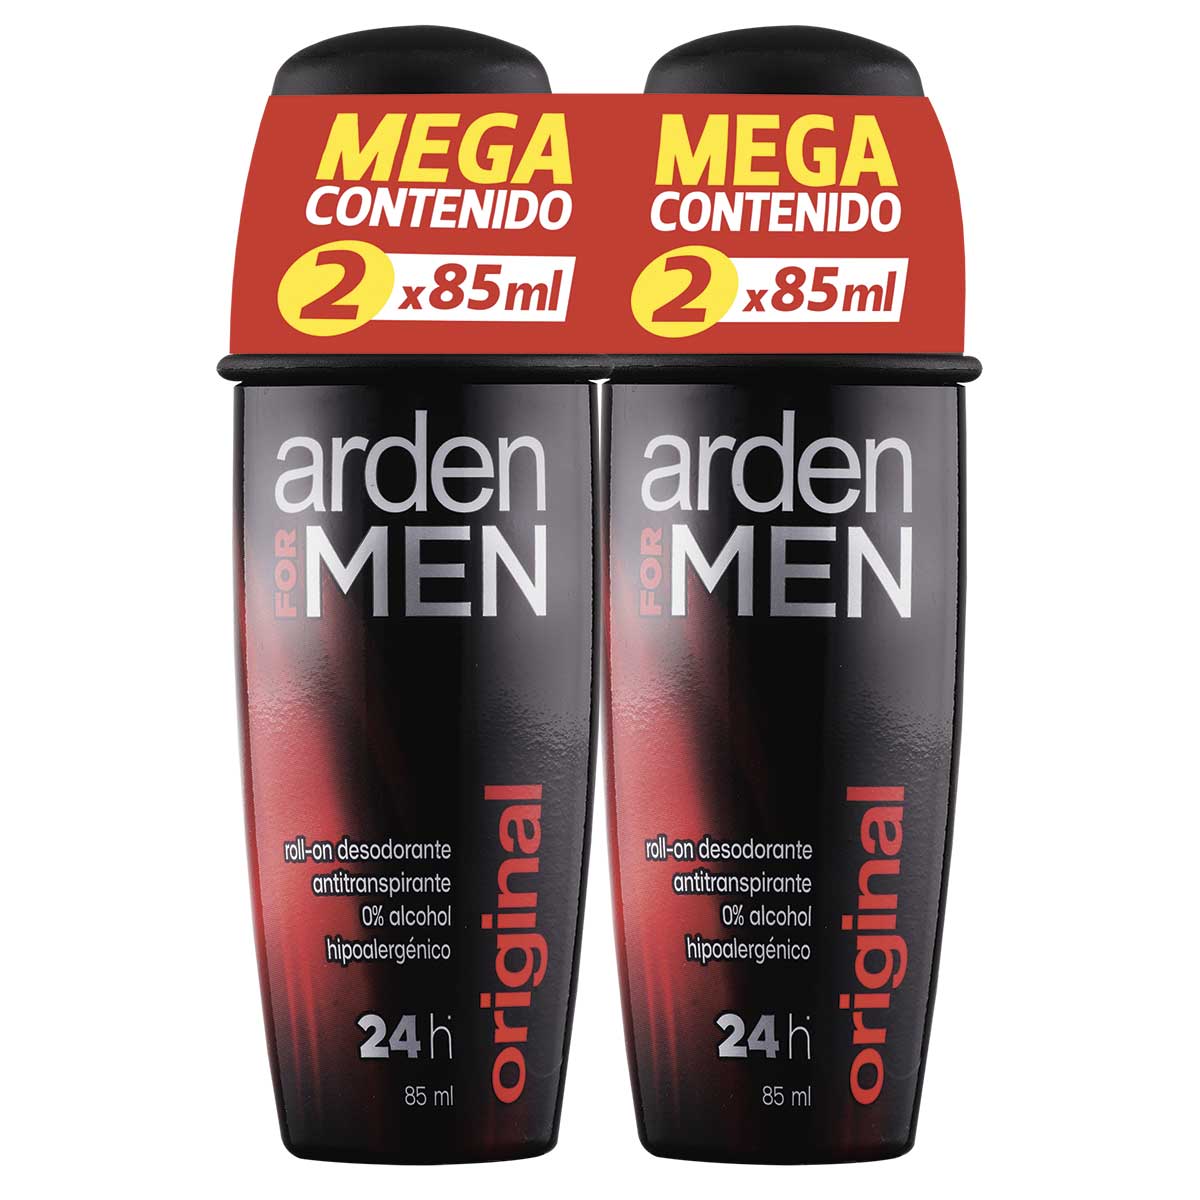 MEGA
CONTENIDO
2 x85ml
MEGA
CONTENIDO
2 x85ml
arden
FOR MEN
original
roll-on desodorante
antitranspirante
0% alcohol
hipoalergénico
24h
85 ml
arden
FOR MEN
original
roll-on desodorante
antitranspirante
0% alcohol
hipoalergénico
24h
85 ml